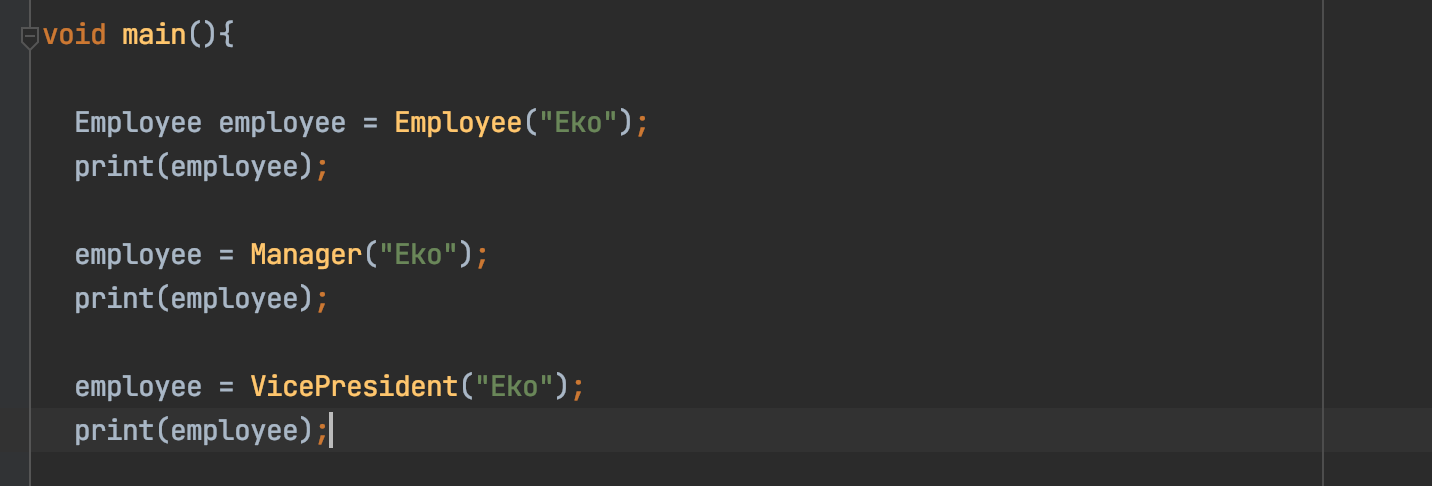 void main(){
Employee employee = Employee("Eko");
print(employee);
employee = Manager("Eko");
print(employee);
employee = VicePresident("Eko");
print(employee);